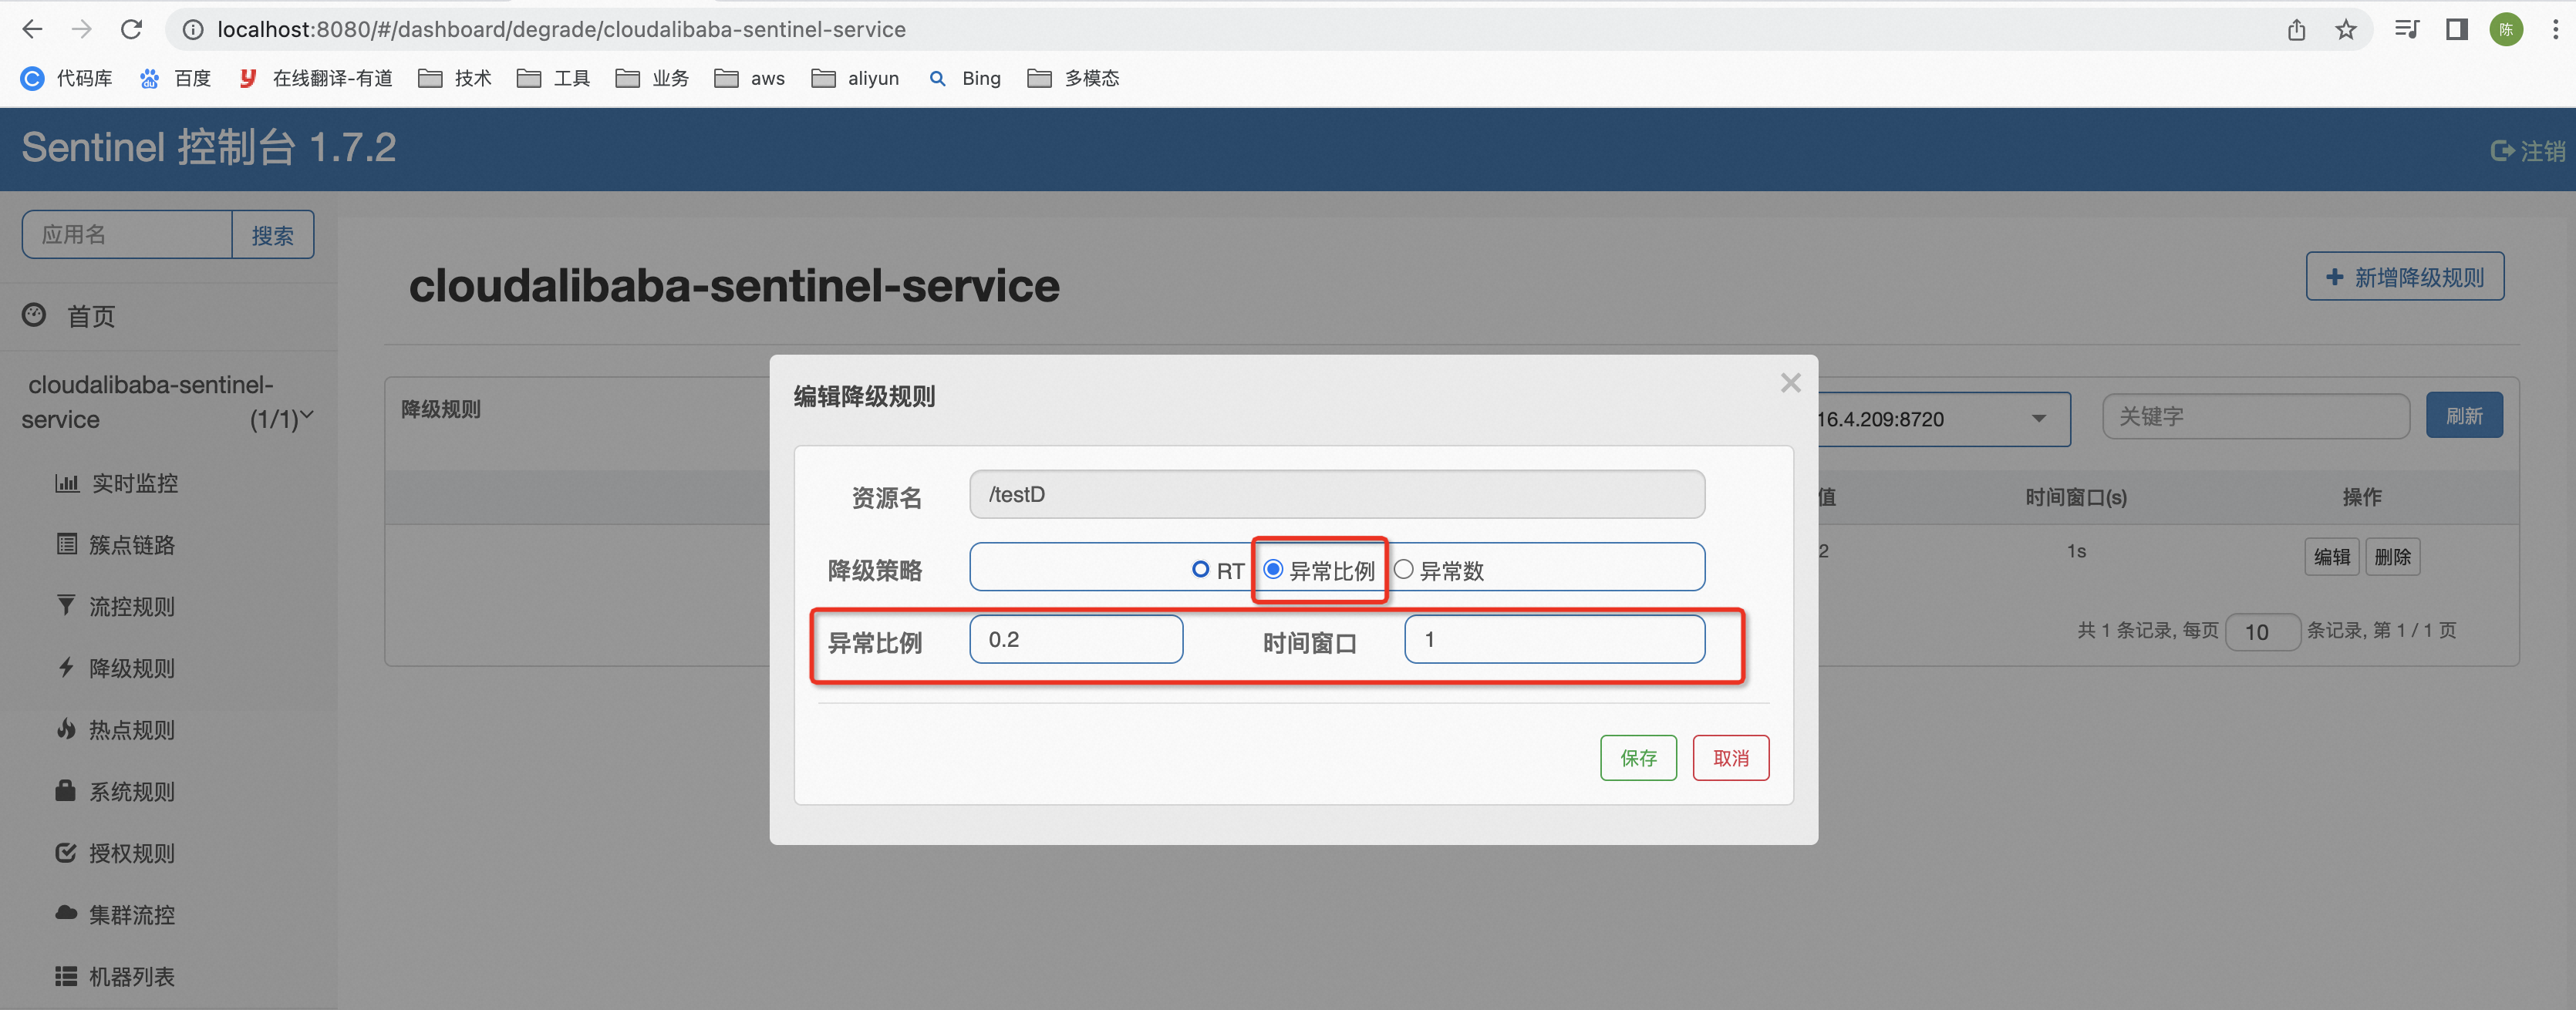 localhost:8080/#/dashboard/degrade/cloudalibaba-sentinel-service
陈
代码库 百度 在线翻译-有道 技术 工具 业务 aws aliyun Bing 多模态
Sentinel 控制台 1.7.2
注销
应用名 搜索
cloudalibaba-sentinel-service
新增降级规则
首页
cloudalibaba-sentinel-
service (1/1)
实时监控
簇点链路
流控规则
降级规则
热点规则
系统规则
授权规则
集群流控
机器列表
降级规则
16.4.209:8720 关键字 刷新
值 时间窗口(s) 操作
2 1s 编辑 删除
共 1 条记录, 每页 10 条记录, 第 1 / 1 页
编辑降级规则
资源名 /testD
降级策略 RT 异常比例 异常数
异常比例 0.2 时间窗口 1
保存 取消